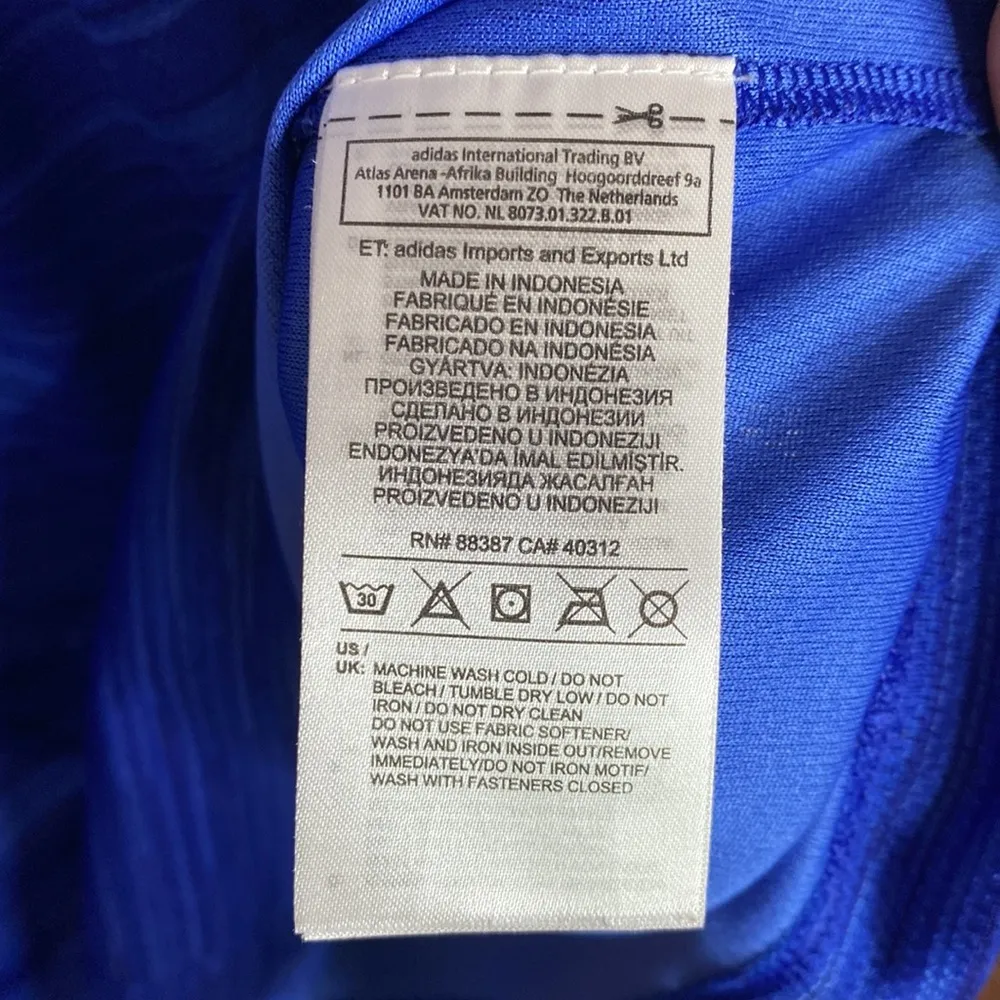 adidas International Trading BV
Atlas Arena -Afrika Building Hoogoorddreef 9a
1101 BA Amsterdam ZO The Netherlands
VAT NO. NL 8073.01.322.B.01
ET: adidas Imports and Exports Ltd
MADE IN INDONESIA
FABRIQUÉ EN INDONÉSIE
FABRICADO EN INDONESIA
FABRICADO NA INDONÉSIA
GYÁRTVA: INDONÉZIA
ПРОИЗВЕДЕНО В ИНДОНЕЗИЯ
СДЕЛАНО В ИНДОНЕЗИИ
PROIZVEDENO U INDONEZIJI
ENDONEZYA'DA İMAL EDİLMİŞTİR.
ИНДОНЕЗИЯДА ЖАСАЛҒАН
PROIZVEDENO U INDONEZIJI
RN# 88387 CA# 40312
30
US /
UK: MACHINE WASH COLD / DO NOT
BLEACH / TUMBLE DRY LOW / DO NOT
IRON / DO NOT DRY CLEAN
DO NOT USE FABRIC SOFTENER/
WASH AND IRON INSIDE OUT/REMOVE
IMMEDIATELY/DO NOT IRON MOTIF/
WASH WITH FASTENERS CLOSED